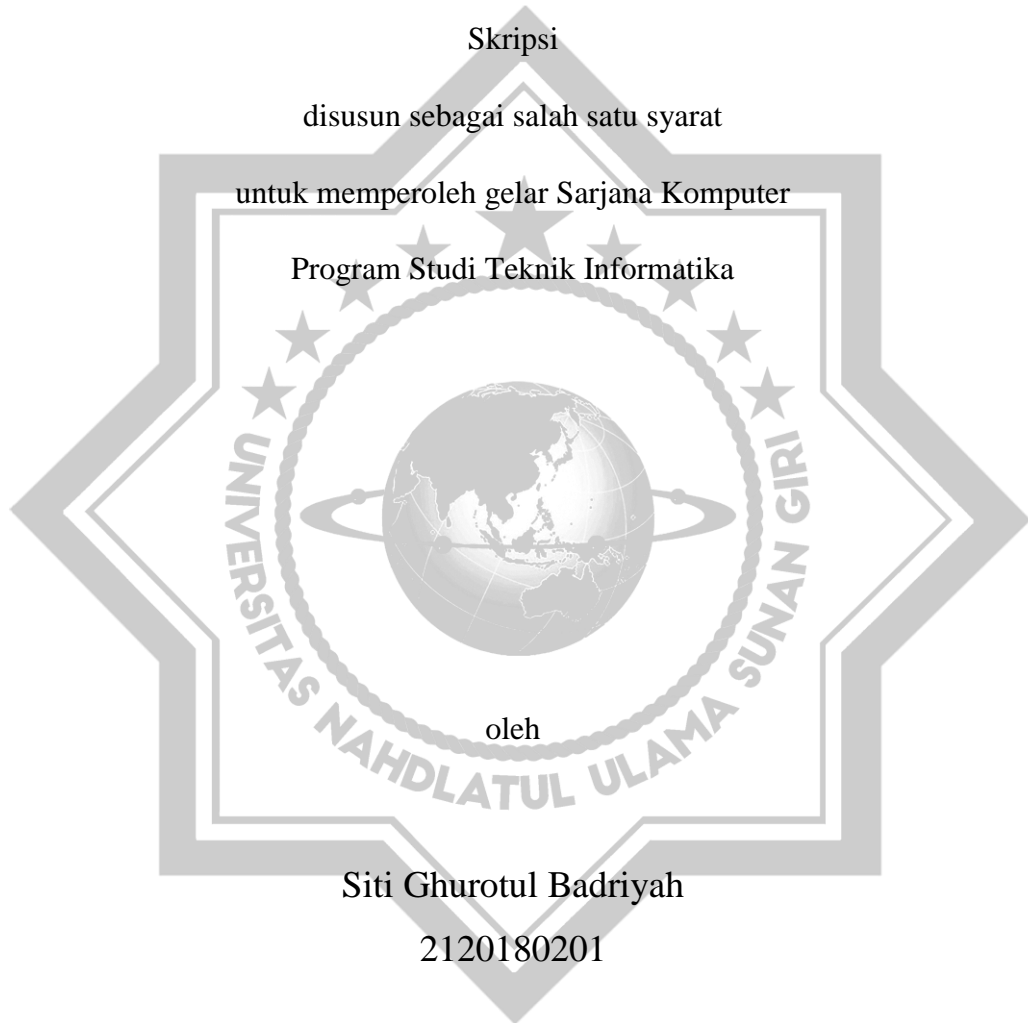 Skripsi
disusun sebagai salah satu syarat
untuk memperoleh gelar Sarjana Komputer
Program Studi Teknik Informatika
UNIVERSITAS NAHDLATUL ULAMA SUNAN GIRI
oleh
Siti Ghurotul Badriyah
2120180201